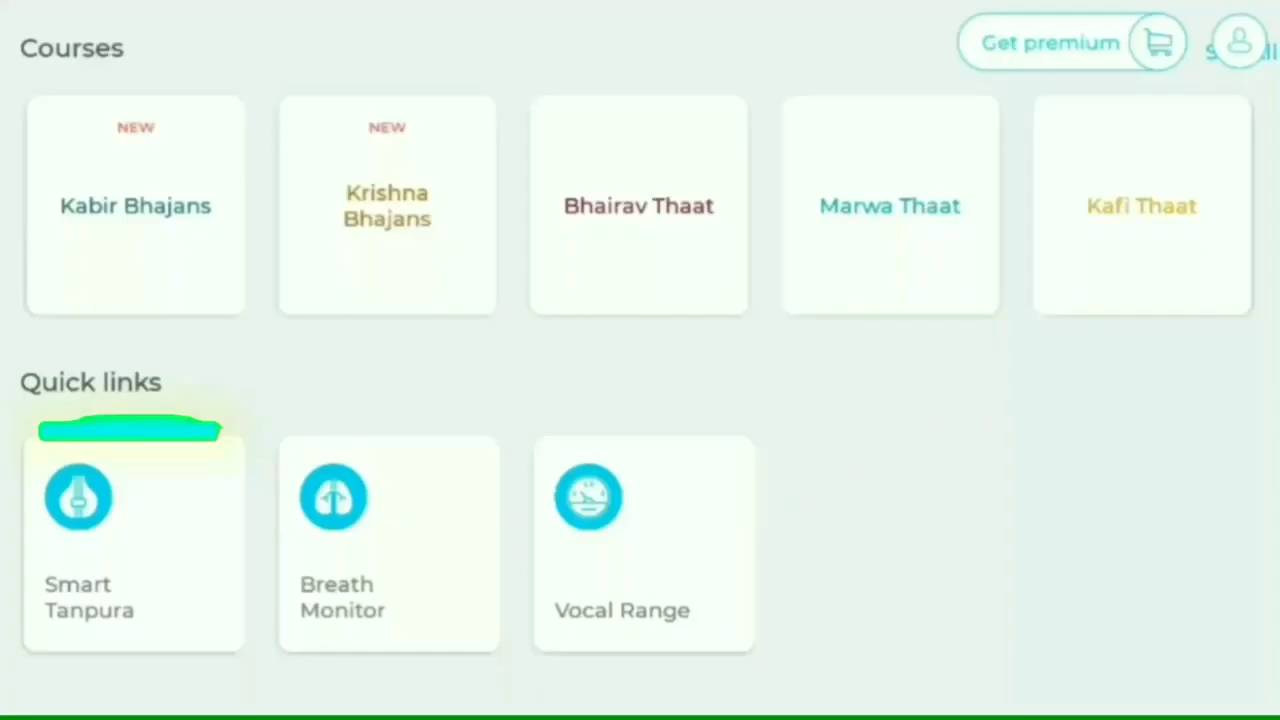 Courses
Get premium
NEW
Kabir Bhajans
NEW
Krishna
Bhajans
Bhairav Thaat
Marwa Thaat
Kafi Thaat
Quick links
Smart
Tanpura
Breath
Monitor
Vocal Range